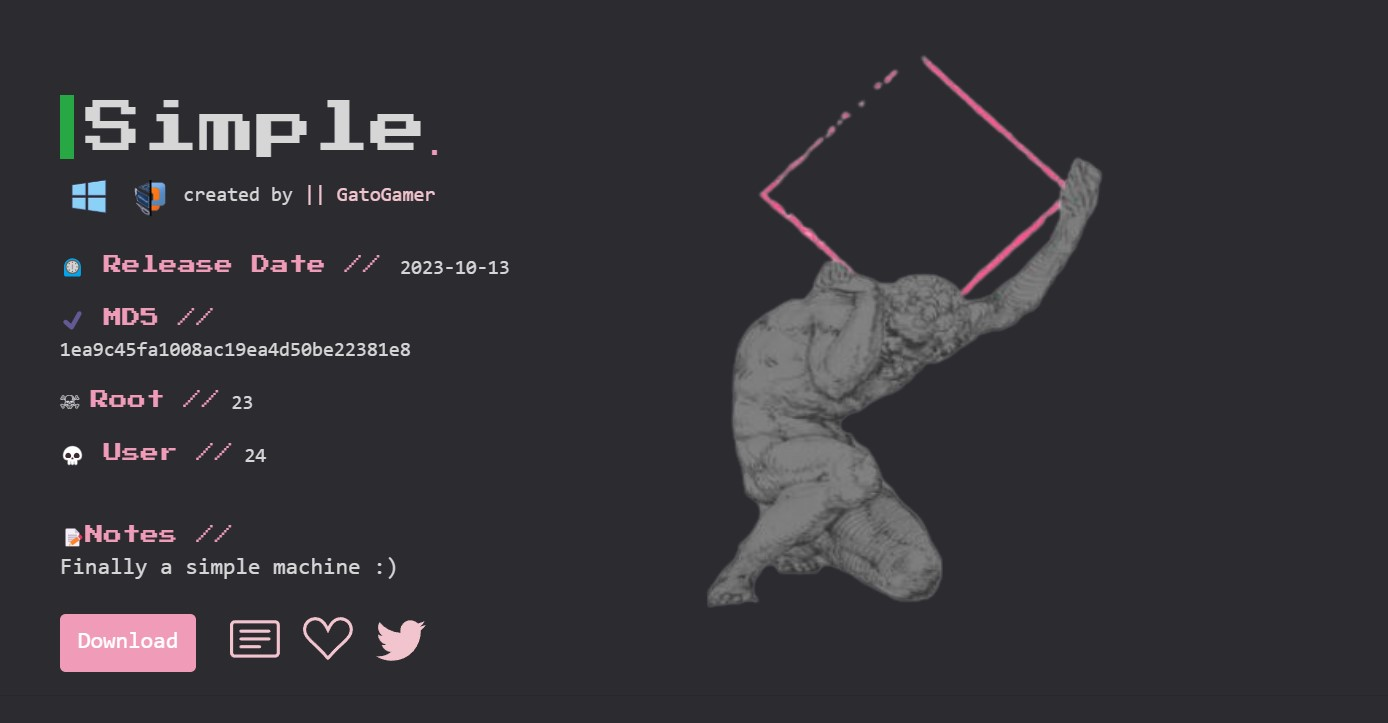 Simple.
created by || GatoGamer
Release Date // 2023-10-13
MD5 //
1ea9c45fa1008ac19ea4d50be22381e8
Root // 23
User // 24
Notes //
Finally a simple machine :)
Download